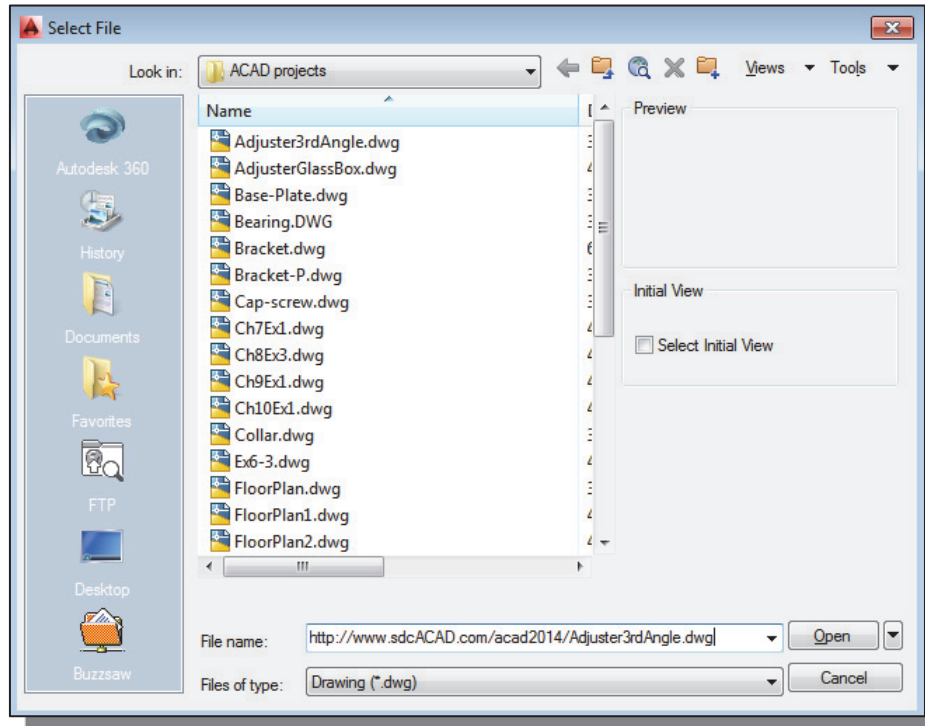 Select File
Look in: ACAD projects Views Tools
Name
Preview
Adjuster3rdAngle.dwg
AdjusterGlassBox.dwg
Base-Plate.dwg
Bearing.DWG
Bracket.dwg
Bracket-P.dwg
Cap-screw.dwg
Ch7Ex1.dwg
Ch8Ex3.dwg
Ch9Ex1.dwg
Ch10Ex1.dwg
Collar.dwg
Ex6-3.dwg
FloorPlan.dwg
FloorPlan1.dwg
FloorPlan2.dwg
Autodesk 360
History
Documents
Favorites
FTP
Desktop
Buzzsaw
Initial View
Select Initial View
File name: http://www.sdcACAD.com/acad2014/Adjuster3rdAngle.dwg Open
Files of type: Drawing (*.dwg) Cancel